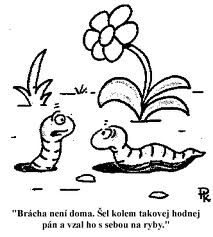 "Brácha není doma. Šel kolem takovej hodnej
pán a vzal ho s sebou na ryby."